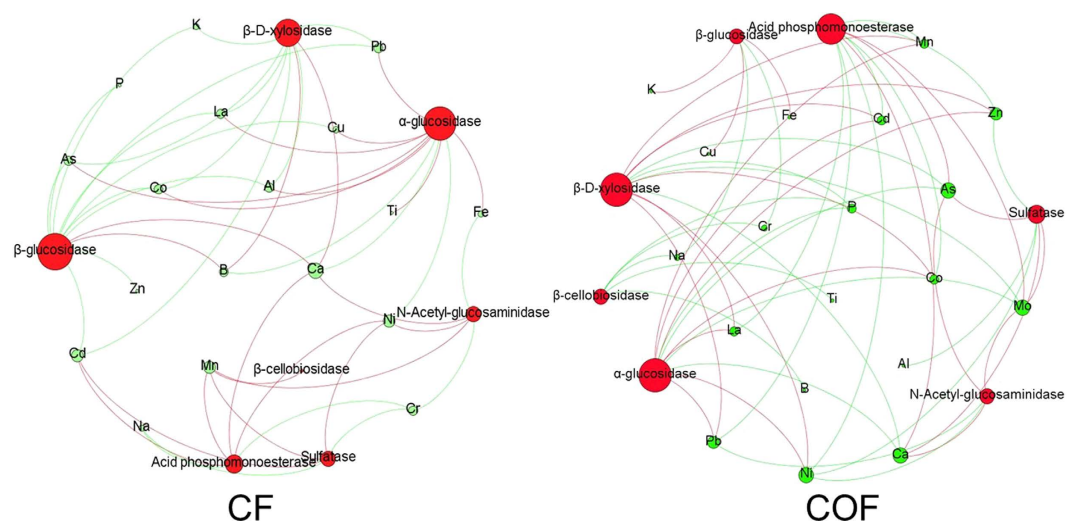 K
β-D-xylosidase
Pb
P
La
Cu
α-glucosidase
As
Co
Al
Ti
Fe
β-glucosidase
B
Ca
Zn
Ni
N-Acetyl-glucosaminidase
Cd
Mn
β-cellobiosidase
Cr
Na
Acid phosphomonoesterase
Sulfatase
CF
Acid phosphomonoesterase
β-glucosidase
Mn
K
Fe
Cd
Zn
Cu
β-D-xylosidase
As
P
Sulfatase
Cr
Na
Co
β-cellobiosidase
Ti
Mo
La
α-glucosidase
Al
B
N-Acetyl-glucosaminidase
Pb
Ca
Ni
COF